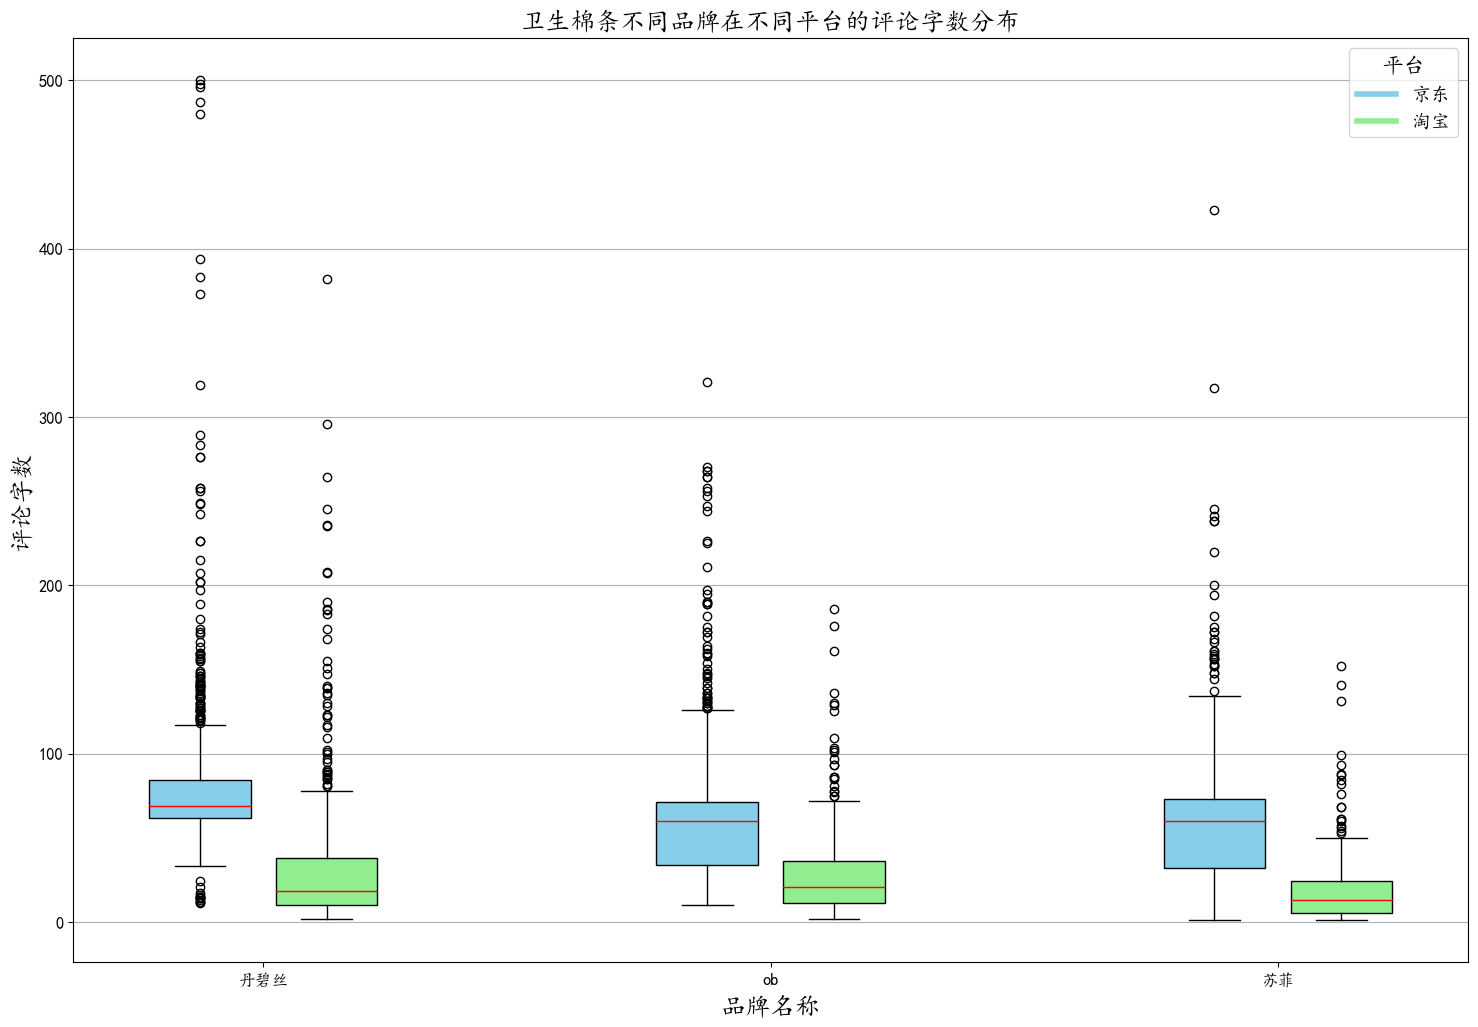 卫生棉条不同品牌在不同平台的评论字数分布
平台
京东
淘宝
评论字数
500
400
300
200
100
0
丹碧丝
ob
苏菲
品牌名称